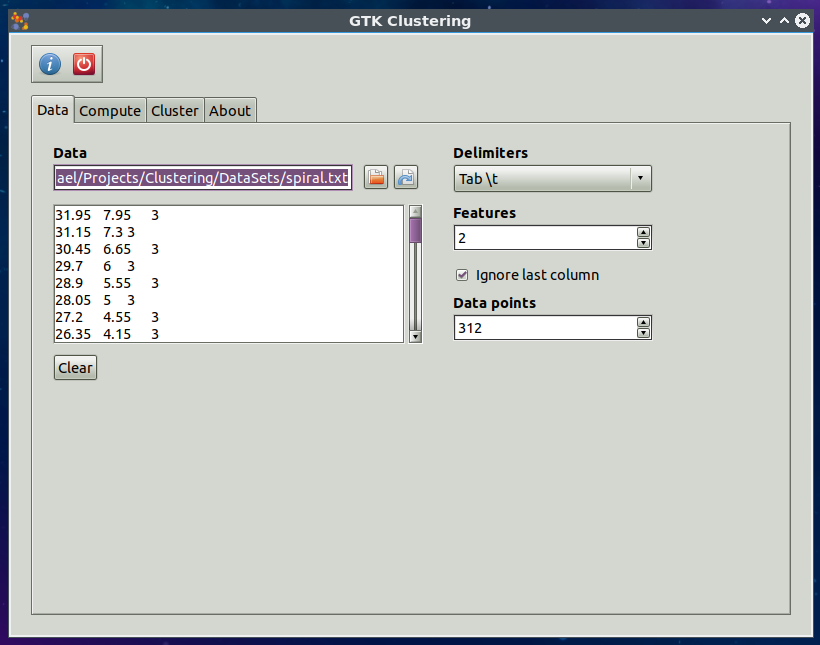 GTK Clustering
Data Compute Cluster About
Data
ael/Projects/Clustering/DataSets/spiral.txt
31.95 7.95 3
31.15 7.3 3
30.45 6.65 3
29.7 6 3
28.9 5.55 3
28.05 5 3
27.2 4.55 3
26.35 4.15 3
Clear
Delimiters
Tab \t
Features
2
Ignore last column
Data points
312